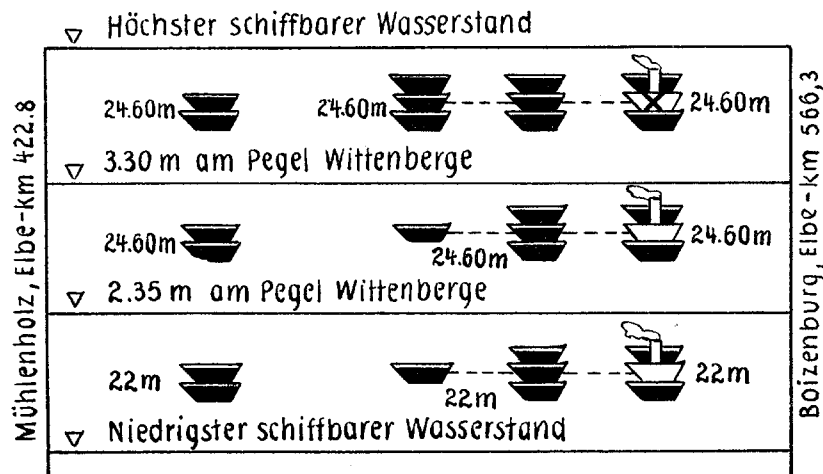 Höchster schiffbarer Wasserstand
24.60m 24.60m 24.60m
3.30 m am Pegel Wittenberge
24.60m 24.60m 24.60m
2.35 m am Pegel Wittenberge
22m 22m 22m
Niedrigster schiffbarer Wasserstand
Mühlenholz, Elbe-km 422.8
Boizenburg, Elbe-km 566,3